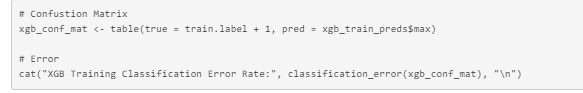 # Confustion Matrix
xgb_conf_mat <- table(true = train.label + 1, pred = xgb_train_preds$max)
# Error
cat("XGB Training Classification Error Rate:", classification_error(xgb_conf_mat), "\n")